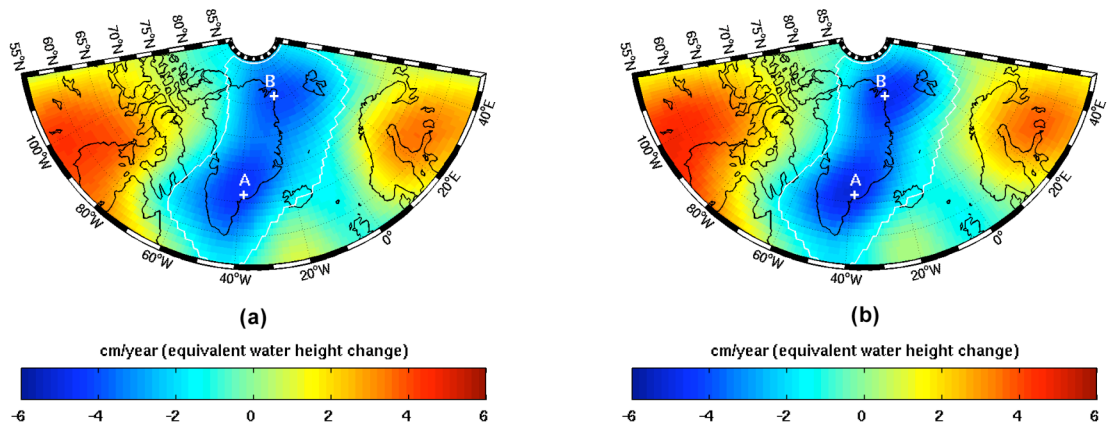 55°N 60°N 65°N 70°N 75°N 80°N 85°N
B
A
100°W
80°W
60°W
40°W
20°W
0°
20°E
40°E
(a)
cm/year (equivalent water height change)
-6 -4 -2 0 2 4 6
55°N 60°N 65°N 70°N 75°N 80°N 85°N
B
A
100°W
80°W
60°W
40°W
20°W
0°
20°E
40°E
(b)
cm/year (equivalent water height change)
-6 -4 -2 0 2 4 6